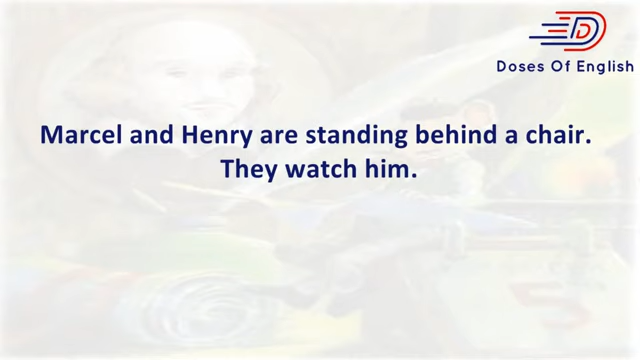 Doses Of English
Marcel and Henry are standing behind a chair.
They watch him.